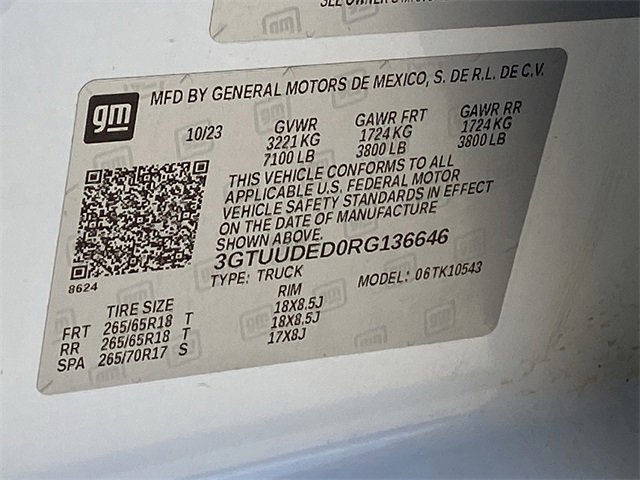 SEE OWNER'S
gm
MFD BY GENERAL MOTORS DE MEXICO, S. DE R.L. DE C.V.
10/23 GVWR GAWR FRT GAWR RR
3221 KG 1724 KG 1724 KG
7100 LB 3800 LB 3800 LB
THIS VEHICLE CONFORMS TO ALL
APPLICABLE U.S. FEDERAL MOTOR
VEHICLE SAFETY STANDARDS IN EFFECT
ON THE DATE OF MANUFACTURE
SHOWN ABOVE.
3GTUUDED0RG136646
8624 TYPE: TRUCK MODEL: 06TK10543
TIRE SIZE RIM
FRT 265/65R18 T 18X8.5J
RR 265/65R18 T 18X8.5J
SPA 265/70R17 S 17X8J